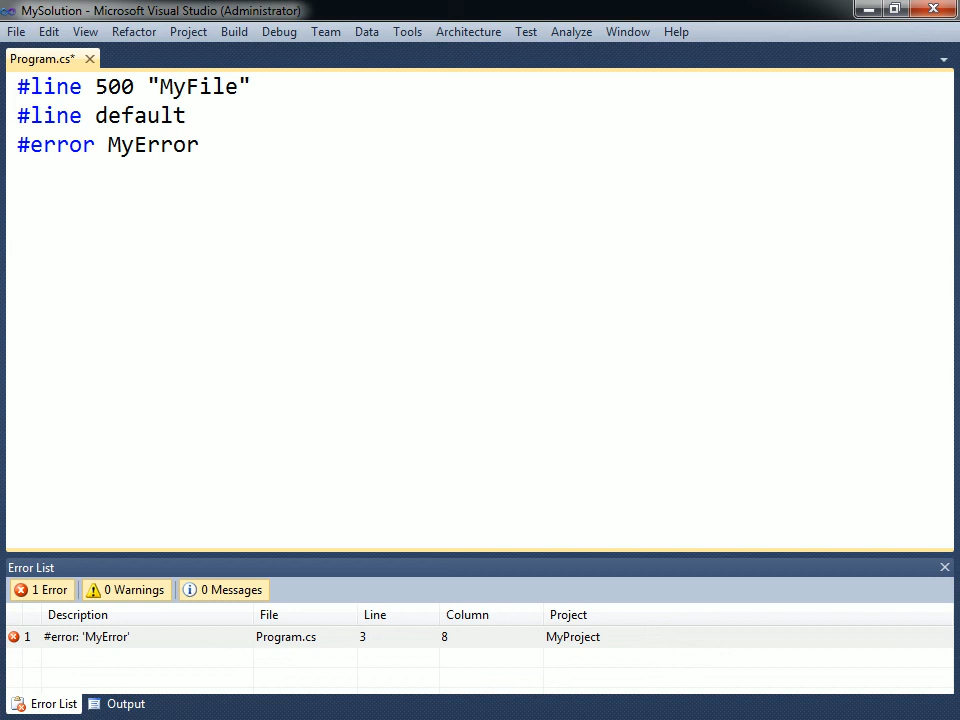 MySolution - Microsoft Visual Studio (Administrator)
File Edit View Refactor Project Build Debug Team Data Tools Architecture Test Analyze Window Help
Program.cs*
#line 500 "MyFile"
#line default
#error MyError
Error List
1 Error 0 Warnings 0 Messages
Description File Line Column Project
1 #error: 'MyError' Program.cs 3 8 MyProject
Error List Output